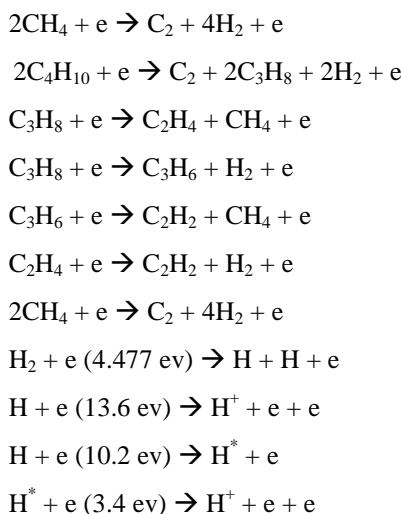 2CH₄ + e → C₂ + 4H₂ + e
2C₄H₁₀ + e → C₂ + 2C₃H₈ + 2H₂ + e
C₃H₈ + e → C₂H₄ + CH₄ + e
C₃H₈ + e → C₃H₆ + H₂ + e
C₃H₆ + e → C₂H₂ + CH₄ + e
C₂H₄ + e → C₂H₂ + H₂ + e
2CH₄ + e → C₂ + 4H₂ + e
H₂ + e (4.477 ev) → H + H + e
H + e (13.6 ev) → H⁺ + e + e
H + e (10.2 ev) → H* + e
H* + e (3.4 ev) → H⁺ + e + e